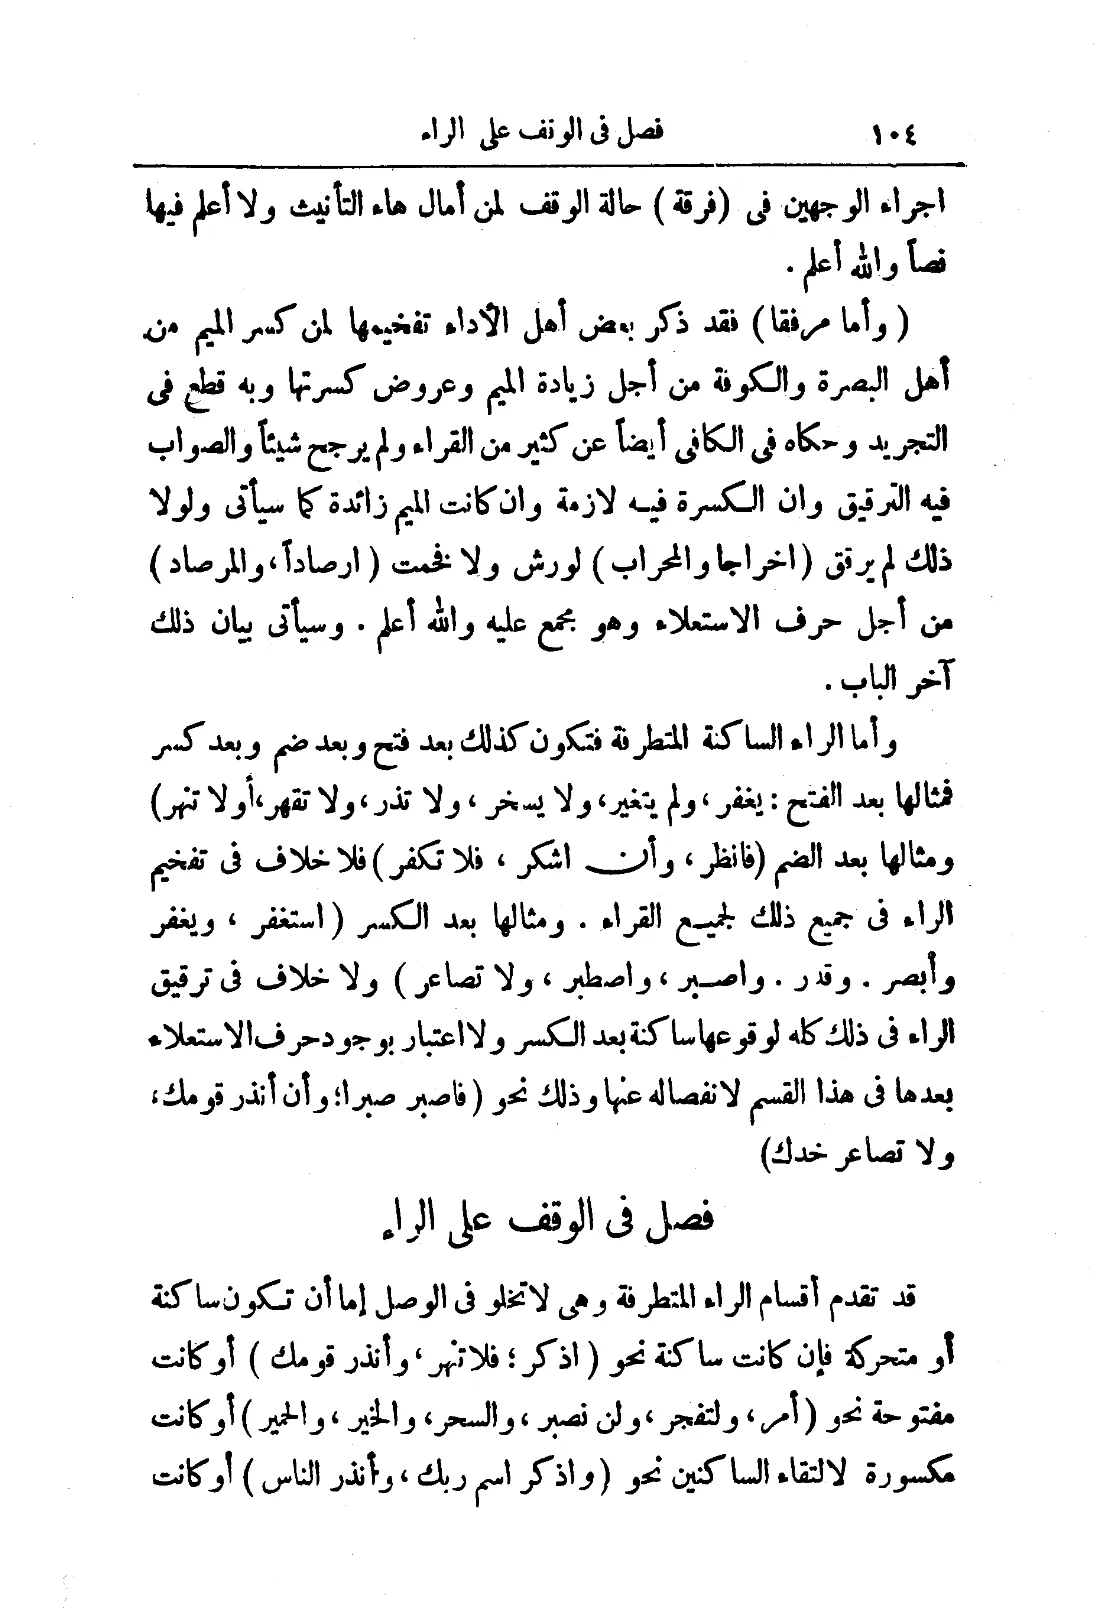 ١٠٤ فصل فى الوقف على الراء
اجراء الوجهين فى (فرقة) حالة الوقف لمن أمال هاء التأنيث ولا أعلم فيها
نصاً والله أعلم .
(وأما مرفقا) فقد ذكر بعض أهل الأداء تفخيمها لمن كسر الميم من
أهل البصرة والكوفة من أجل زيادة الميم وعروض كسرتها وبه قطع فى
التجريد وحكاه فى الكافى أيضاً عن كثير من القراء ولم يرجح شيئاً والصواب
فيه الترقيق وان الكسرة فيه لازمة وان كانت الميم زائدة كما سيأتى ولولا
ذلك لم يرقق (اخراجا والمحراب) لورش ولا فخمت (ارصاداً، والمرصاد)
من أجل حرف الاستعلاء وهو مجمع عليه والله أعلم . وسيأتى بيان ذلك
آخر الباب .
وأما الراء الساكنة المتطرفة فتكون كذلك بعد فتح وبعد ضم وبعد كسر
فمثالها بعد الفتح : يغفر ، ولم يتغير، ولا يسخر ، ولا تذر ، ولا تقهر ،أولا تنهر)
ومثالها بعد الضم (فانظر ، وأن اشكر ، فلا تكفر) فلا خلاف فى تفخيم
الراء فى جميع ذلك لجميع القراء . ومثالها بعد الكسر (استغفر ، ويغفر
وأبصر . وقدر . واصبر ، واصطبر ، ولا تصاعر) ولا خلاف فى ترقيق
الراء فى ذلك كله لوقوعها ساكنة بعد الكسر ولا اعتبار بوجود حرف الاستعلاء
بعدها فى هذا القسم لانفصاله عنها وذلك نحو (فاصبر صبرا؛ وأن أنذر قومك،
ولا تصاعر خدك)
فصل فى الوقف على الراء
قد تقدم أقسام الراء المتطرفة وهى لاتخلو فى الوصل إما أن تكون ساكنة
أو متحركة فإن كانت ساكنة نحو (اذكر ؛ فلا تنهر ، وأنذر قومك) أو كانت
مفتوحة نحو (أمر، ولتفجر ، ولن نصبر ، والسحر، والخير ، والحمير) أو كانت
مكسورة لالتقاء الساكنين نحو (واذكر اسم ربك ، وأنذر الناس) أو كانت